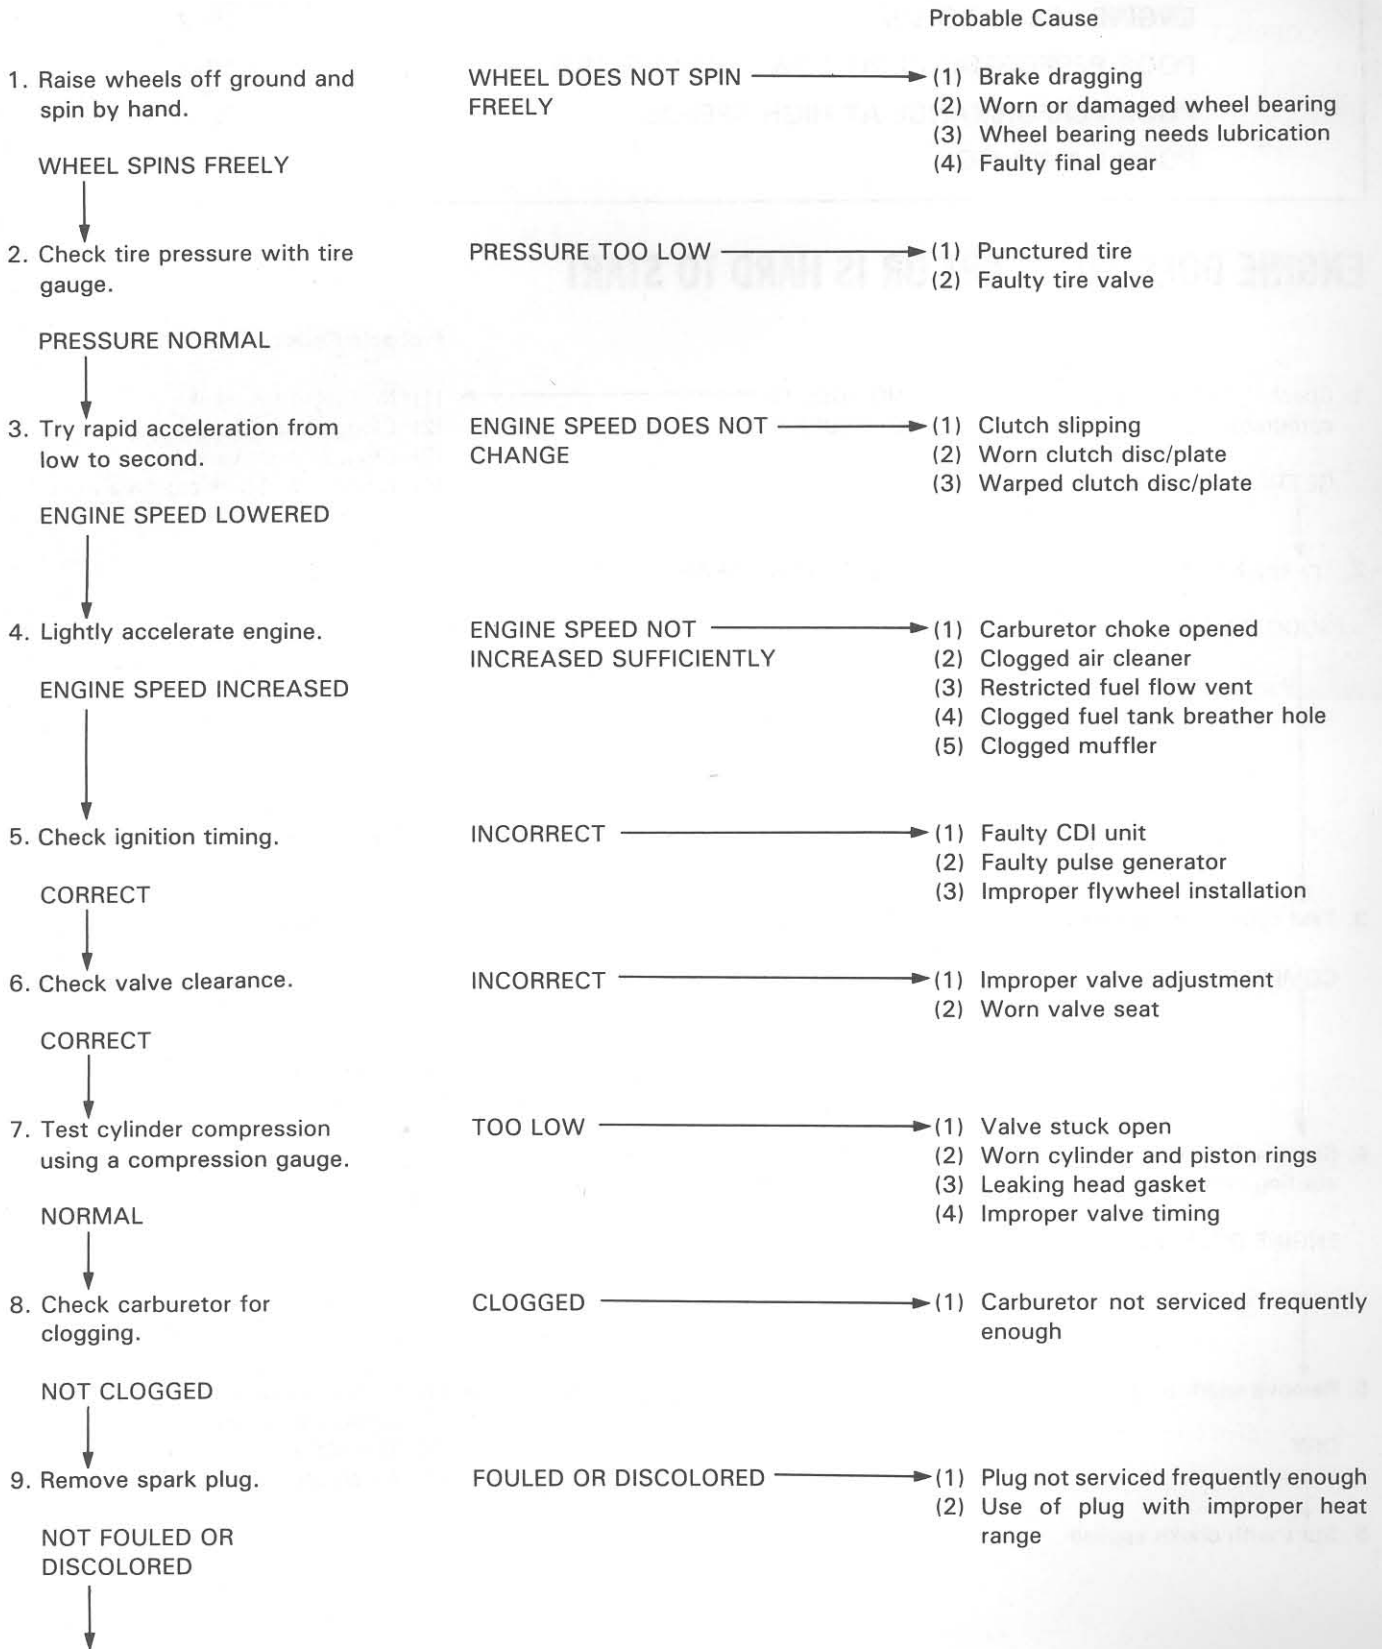 Probable Cause
1. Raise wheels off ground and
spin by hand.
WHEEL SPINS FREELY
WHEEL DOES NOT SPIN
FREELY
(1) Brake dragging
(2) Worn or damaged wheel bearing
(3) Wheel bearing needs lubrication
(4) Faulty final gear
2. Check tire pressure with tire
gauge.
PRESSURE NORMAL
PRESSURE TOO LOW
(1) Punctured tire
(2) Faulty tire valve
3. Try rapid acceleration from
low to second.
ENGINE SPEED LOWERED
ENGINE SPEED DOES NOT
CHANGE
(1) Clutch slipping
(2) Worn clutch disc/plate
(3) Warped clutch disc/plate
4. Lightly accelerate engine.
ENGINE SPEED INCREASED
ENGINE SPEED NOT
INCREASED SUFFICIENTLY
(1) Carburetor choke opened
(2) Clogged air cleaner
(3) Restricted fuel flow vent
(4) Clogged fuel tank breather hole
(5) Clogged muffler
5. Check ignition timing.
CORRECT
INCORRECT
(1) Faulty CDI unit
(2) Faulty pulse generator
(3) Improper flywheel installation
6. Check valve clearance.
CORRECT
INCORRECT
(1) Improper valve adjustment
(2) Worn valve seat
7. Test cylinder compression
using a compression gauge.
NORMAL
TOO LOW
(1) Valve stuck open
(2) Worn cylinder and piston rings
(3) Leaking head gasket
(4) Improper valve timing
8. Check carburetor for
clogging.
NOT CLOGGED
CLOGGED
(1) Carburetor not serviced frequently
enough
9. Remove spark plug.
NOT FOULED OR
DISCOLORED
FOULED OR DISCOLORED
(1) Plug not serviced frequently enough
(2) Use of plug with improper heat
range